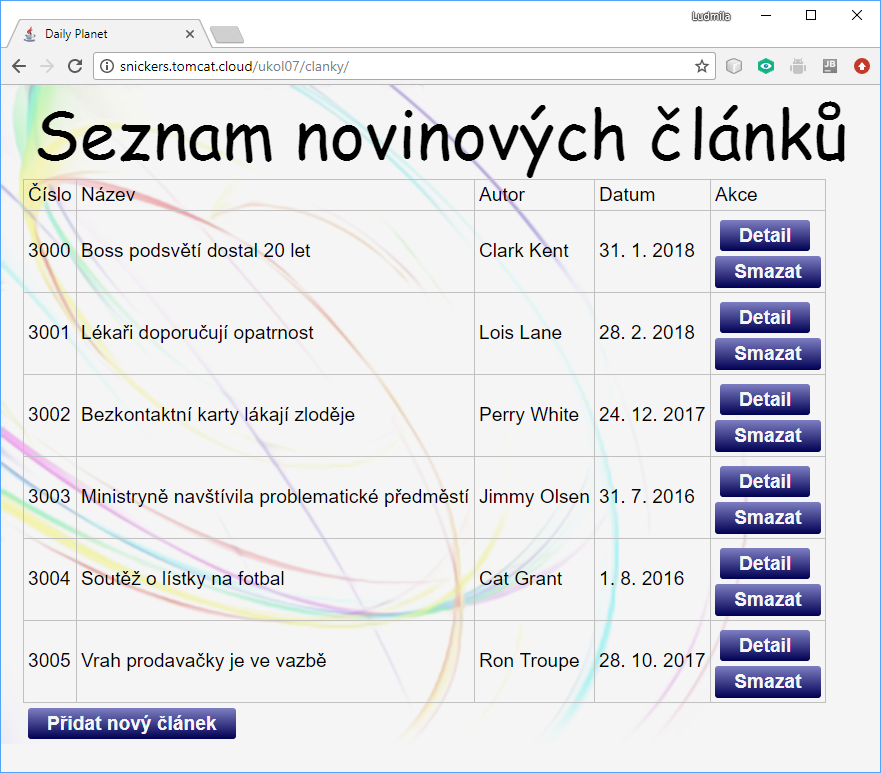 Ludmila
Daily Planet
snickers.tomcat.cloud/ukol07/clanky/
JB
Seznam novinových článků
Číslo Název Autor Datum Akce
3000 Boss podsvětí dostal 20 let Clark Kent 31. 1. 2018 Detail
Smazat
3001 Lékaři doporučují opatrnost Lois Lane 28. 2. 2018 Detail
Smazat
3002 Bezkontaktní karty lákají zloděje Perry White 24. 12. 2017 Detail
Smazat
3003 Ministryně navštívila problematické předměstí Jimmy Olsen 31. 7. 2016 Detail
Smazat
3004 Soutěž o lístky na fotbal Cat Grant 1. 8. 2016 Detail
Smazat
3005 Vrah prodavačky je ve vazbě Ron Troupe 28. 10. 2017 Detail
Smazat
Přidat nový článek